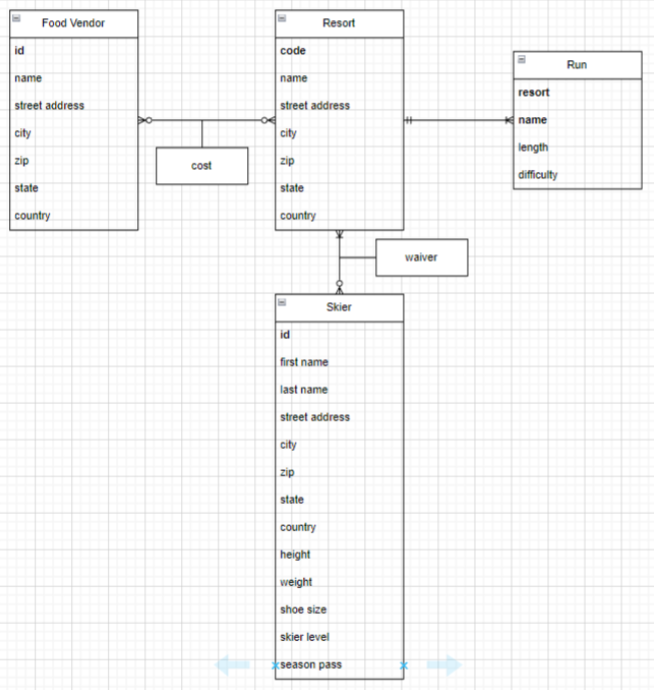 Food Vendor
id
name
street address
city
zip
state
country
cost
Resort
code
name
street address
city
zip
state
country
Run
resort
name
length
difficulty
waiver
Skier
id
first name
last name
street address
city
zip
state
country
height
weight
shoe size
skier level
season pass